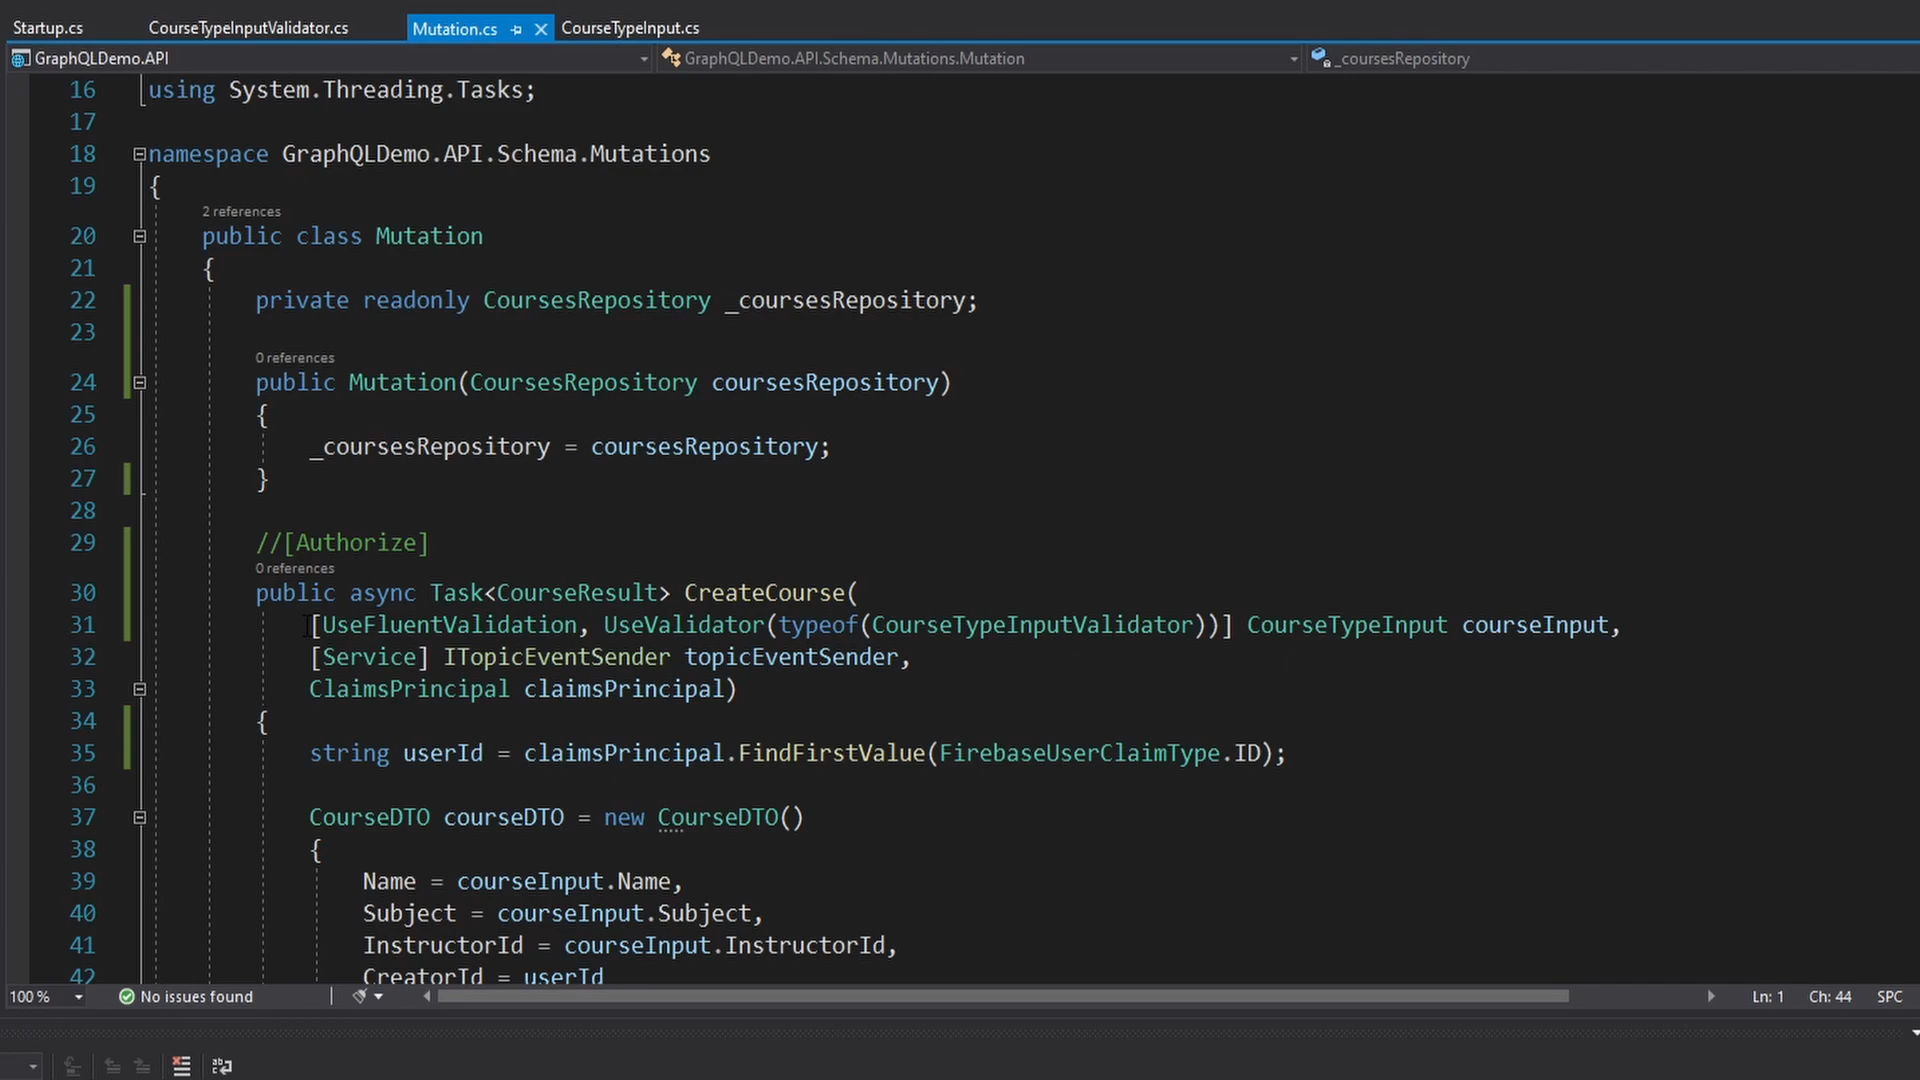 Startup.cs CourseTypeInputValidator.cs Mutation.cs CourseTypeInput.cs
GraphQLDemo.API GraphQLDemo.API.Schema.Mutations.Mutation _coursesRepository
16 using System.Threading.Tasks;
17
18 namespace GraphQLDemo.API.Schema.Mutations
19 {
2 references
20 public class Mutation
21 {
22 private readonly CoursesRepository _coursesRepository;
23
0 references
24 public Mutation(CoursesRepository coursesRepository)
25 {
26 _coursesRepository = coursesRepository;
27 }
28
29 //[Authorize]
0 references
30 public async Task<CourseResult> CreateCourse(
31 [UseFluentValidation, UseValidator(typeof(CourseTypeInputValidator))] CourseTypeInput courseInput,
32 [Service] ITopicEventSender topicEventSender,
33 ClaimsPrincipal claimsPrincipal)
34 {
35 string userId = claimsPrincipal.FindFirstValue(FirebaseUserClaimType.ID);
36
37 CourseDTO courseDTO = new CourseDTO()
38 {
39 Name = courseInput.Name,
40 Subject = courseInput.Subject,
41 InstructorId = courseInput.InstructorId,
42 CreatorId = userId
100 % No issues found Ln: 1 Ch: 44 SPC